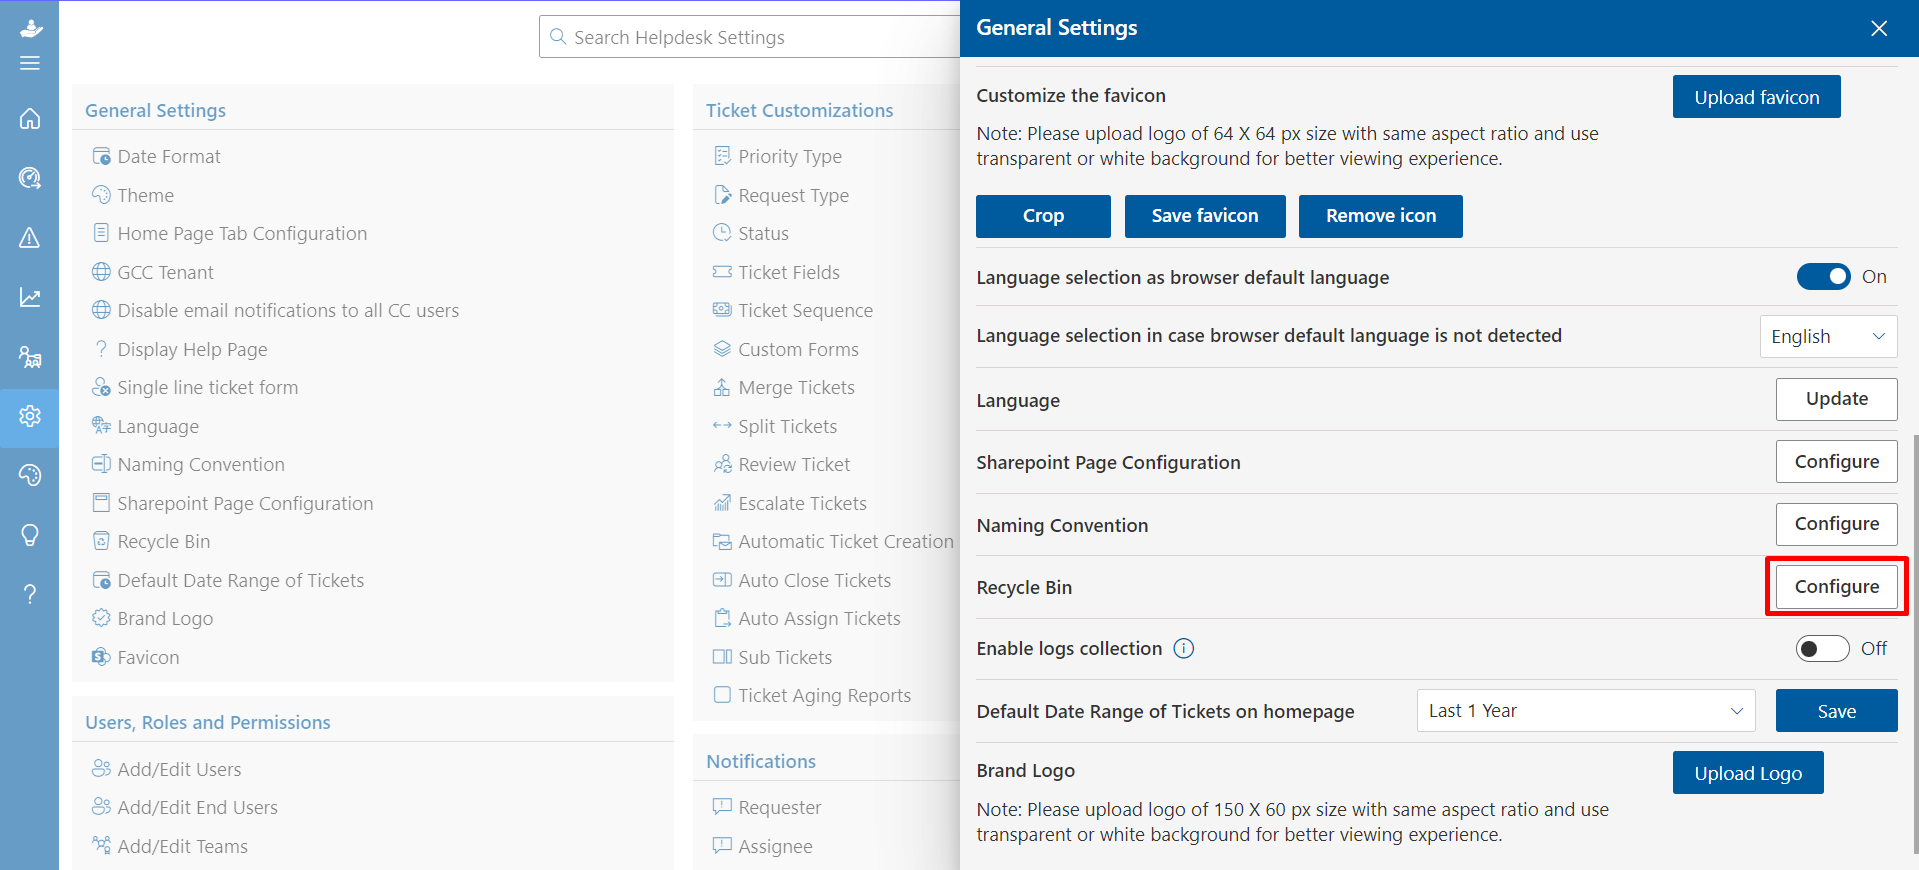 Search Helpdesk Settings
General Settings
Date Format
Theme
Home Page Tab Configuration
GCC Tenant
Disable email notifications to all CC users
Display Help Page
Single line ticket form
Language
Naming Convention
Sharepoint Page Configuration
Recycle Bin
Default Date Range of Tickets
Brand Logo
Favicon
Users, Roles and Permissions
Add/Edit Users
Add/Edit End Users
Add/Edit Teams
Ticket Customizations
Priority Type
Request Type
Status
Ticket Fields
Ticket Sequence
Custom Forms
Merge Tickets
Split Tickets
Review Ticket
Escalate Tickets
Automatic Ticket Creation
Auto Close Tickets
Auto Assign Tickets
Sub Tickets
Ticket Aging Reports
Notifications
Requester
Assignee
General Settings
Customize the favicon
Upload favicon
Note: Please upload logo of 64 X 64 px size with same aspect ratio and use
transparent or white background for better viewing experience.
Crop
Save favicon
Remove icon
Language selection as browser default language
On
Language selection in case browser default language is not detected
English
Language
Update
Sharepoint Page Configuration
Configure
Naming Convention
Configure
Recycle Bin
Configure
Enable logs collection
Off
Default Date Range of Tickets on homepage
Last 1 Year
Save
Brand Logo
Upload Logo
Note: Please upload logo of 150 X 60 px size with same aspect ratio and use
transparent or white background for better viewing experience.